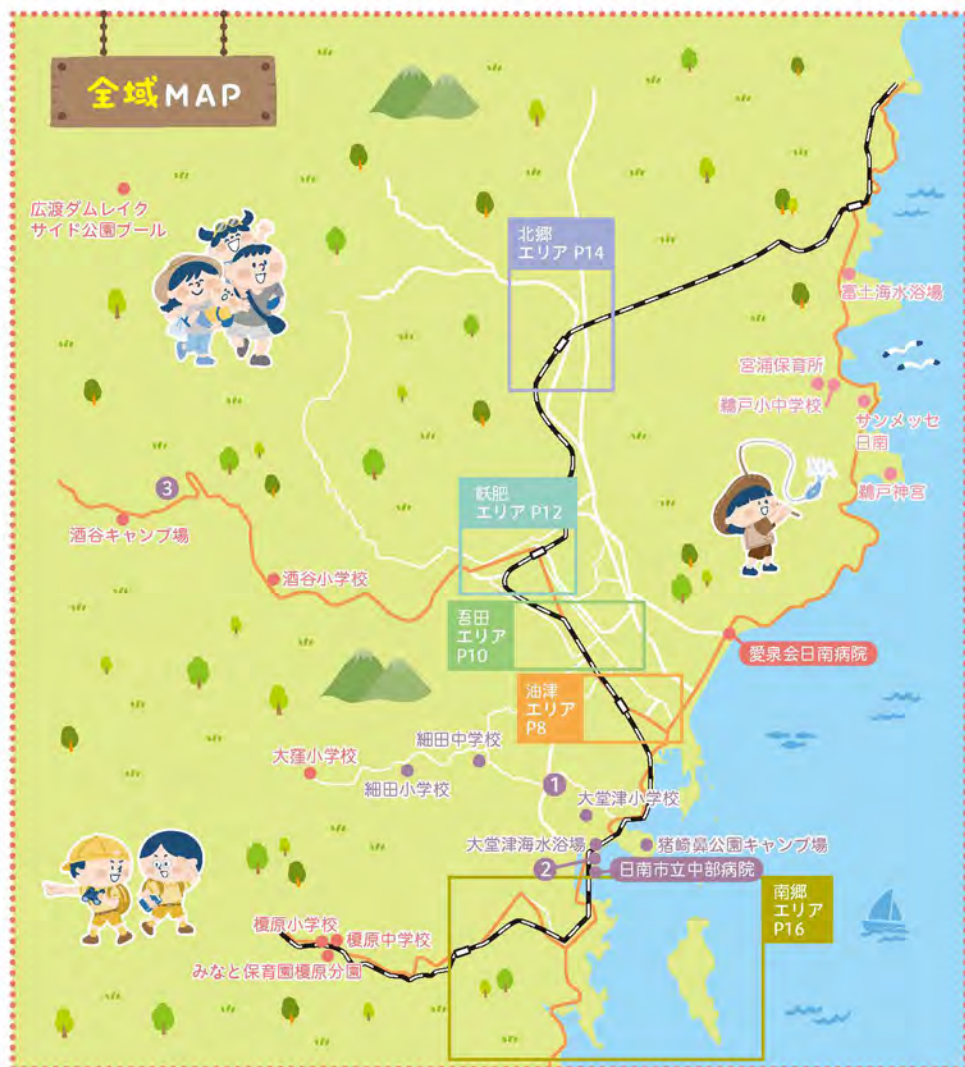 全域MAP
広渡ダムレイク
サイド公園プール
北郷
エリア P14
富士海水浴場
宮浦保育所
鵜戸小中学校
サンメッセ
日南
鵜戸神宮
3
酒谷キャンプ場
飫肥
エリア P12
酒谷小学校
吾田
エリア
P10
愛泉会日南病院
油津
エリア
P8
細田中学校
大窪小学校
細田小学校
1
大堂津小学校
大堂津海水浴場
猪崎鼻公園キャンプ場
2
日南市立中部病院
南郷
エリア
P16
榎原小学校
榎原中学校
みなと保育園榎原分園